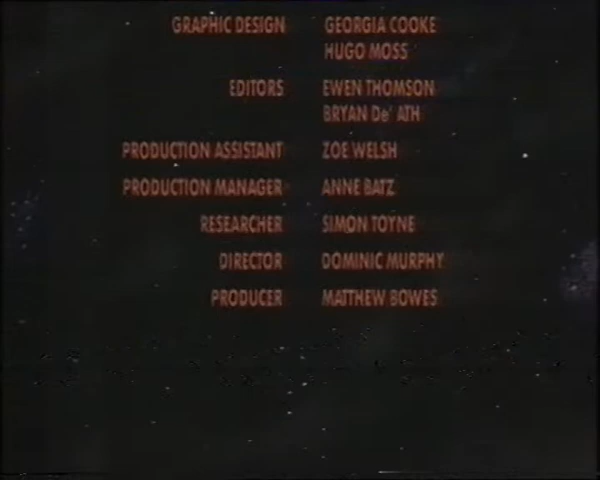 GRAPHIC DESIGN GEORGIA COOKE
HUGO MOSS
EDITORS EWEN THOMSON
BRYAN De' ATH
PRODUCTION ASSISTANT ZOE WELSH
PRODUCTION MANAGER ANNE BATZ
RESEARCHER SIMON TOYNE
DIRECTOR DOMINIC MURPHY
PRODUCER MATTHEW BOWES